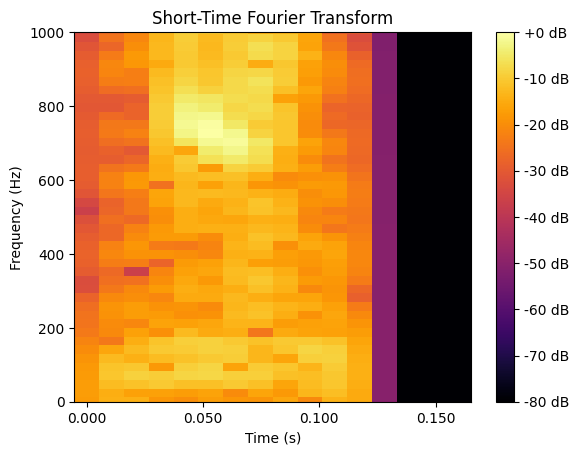 Short-Time Fourier Transform
1000
800
600
400
200
0
Frequency (Hz)
0.000
0.050
0.100
0.150
Time (s)
+0 dB
-10 dB
-20 dB
-30 dB
-40 dB
-50 dB
-60 dB
-70 dB
-80 dB